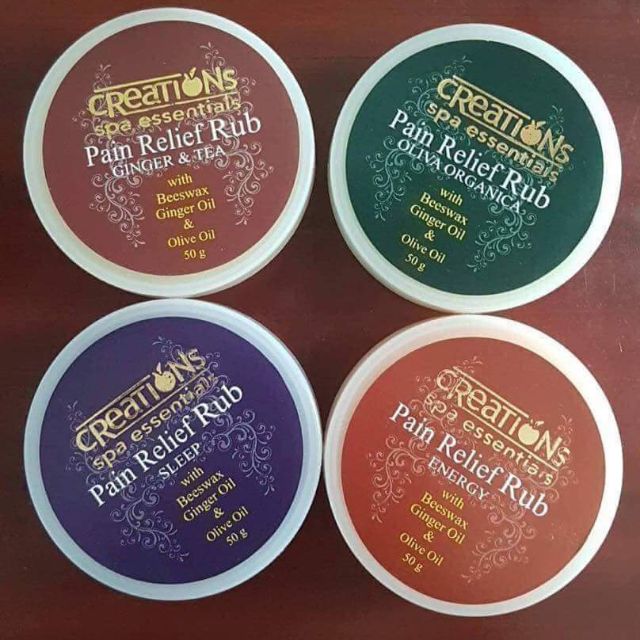 CREATIONS
spa essentials
Pain Relief Rub
GINGER & TEA
with
Beeswax
Ginger Oil
&
Olive Oil
50 g
CREATIONS
spa essentials
Pain Relief Rub
OLIVA ORGANICA
with
Beeswax
Ginger Oil
&
Olive Oil
50 g
CREATIONS
spa essentials
Pain Relief Rub
SLEEP
with
Beeswax
Ginger Oil
&
Olive Oil
50 g
CREATIONS
spa essentials
Pain Relief Rub
ENERGY
with
Beeswax
Ginger Oil
&
Olive Oil
50 g